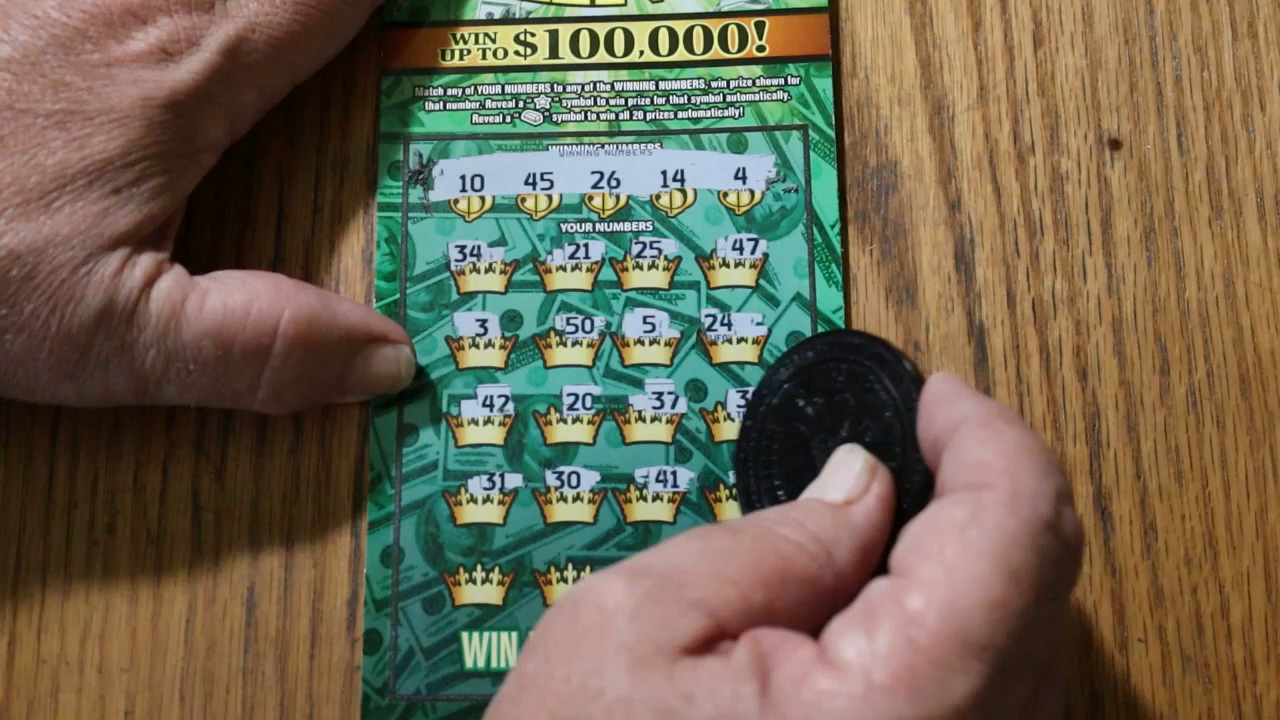 WIN UP TO $100,000!
Match any of YOUR NUMBERS to any of the WINNING NUMBERS, win prize shown for
that number. Reveal a " " symbol to win prize for that symbol automatically.
Reveal a " " symbol to win all 20 prizes automatically!
WINNING NUMBERS
WINNING NUMBERS
10 45 26 14 4
YOUR NUMBERS
34 21 25 47
3 50 5 24
42 20 37 3
31 30 41
WIN